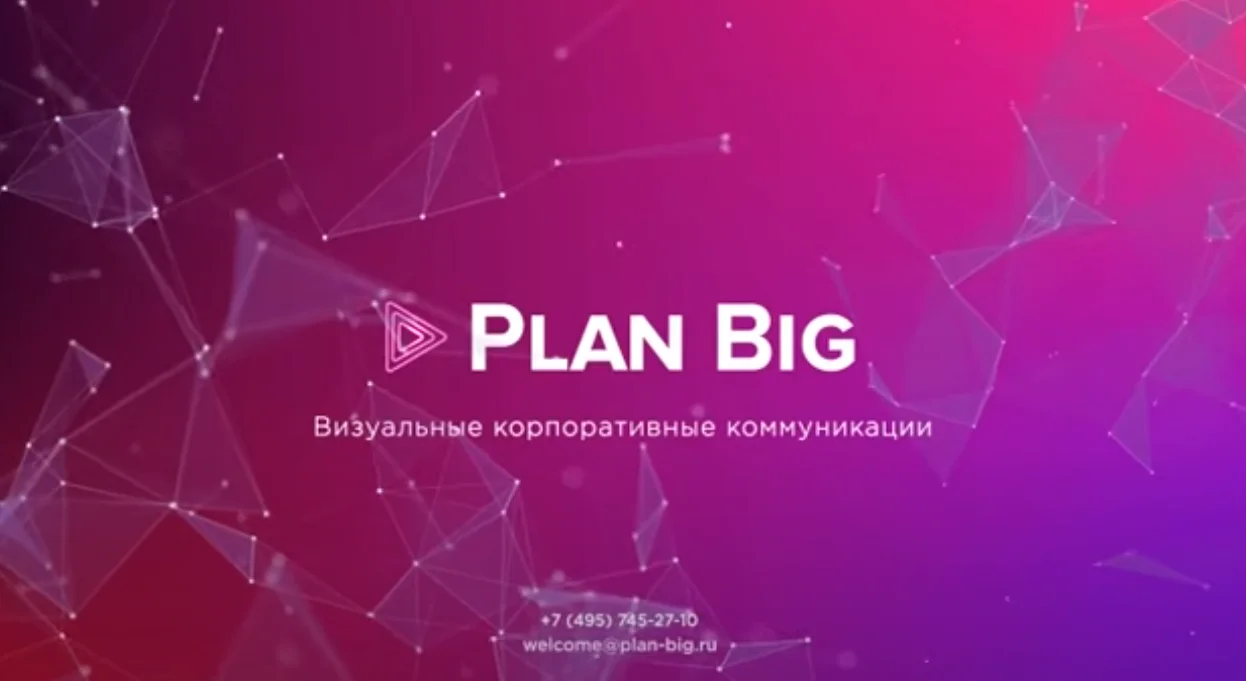 PLAN BIG
Визуальные корпоративные коммуникации
+7 (495) 745-27-10
welcome@plan-big.ru